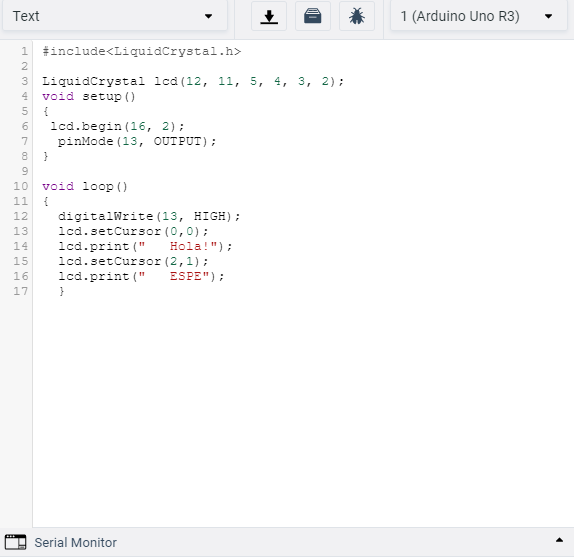 Text
1 (Arduino Uno R3)
1 #include<LiquidCrystal.h>
2
3 LiquidCrystal lcd(12, 11, 5, 4, 3, 2);
4 void setup()
5 {
6  lcd.begin(16, 2);
7   pinMode(13, OUTPUT);
8 }
9
10 void loop()
11 {
12   digitalWrite(13, HIGH);
13   lcd.setCursor(0,0);
14   lcd.print("   Hola!");
15   lcd.setCursor(2,1);
16   lcd.print("   ESPE");
17   }
Serial Monitor